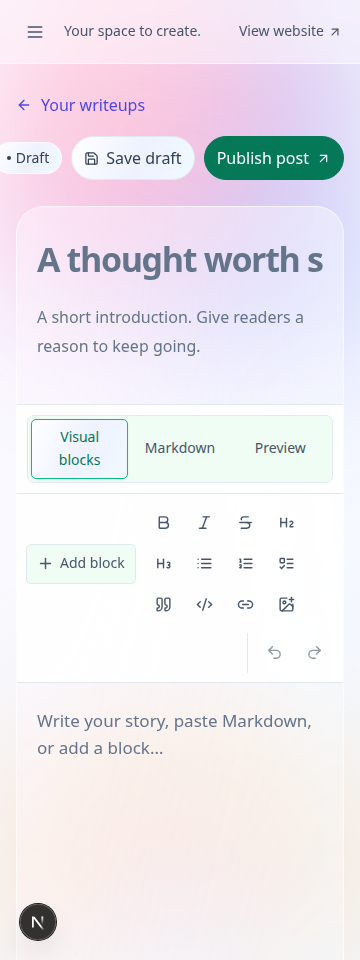 Your space to create.
View website
Your writeups
• Draft
Save draft
Publish post
A thought worth s
A short introduction. Give readers a
reason to keep going.
Visual
blocks
Markdown
Preview
Add block
B
I
S
H2
H3
Write your story, paste Markdown,
or add a block...
N